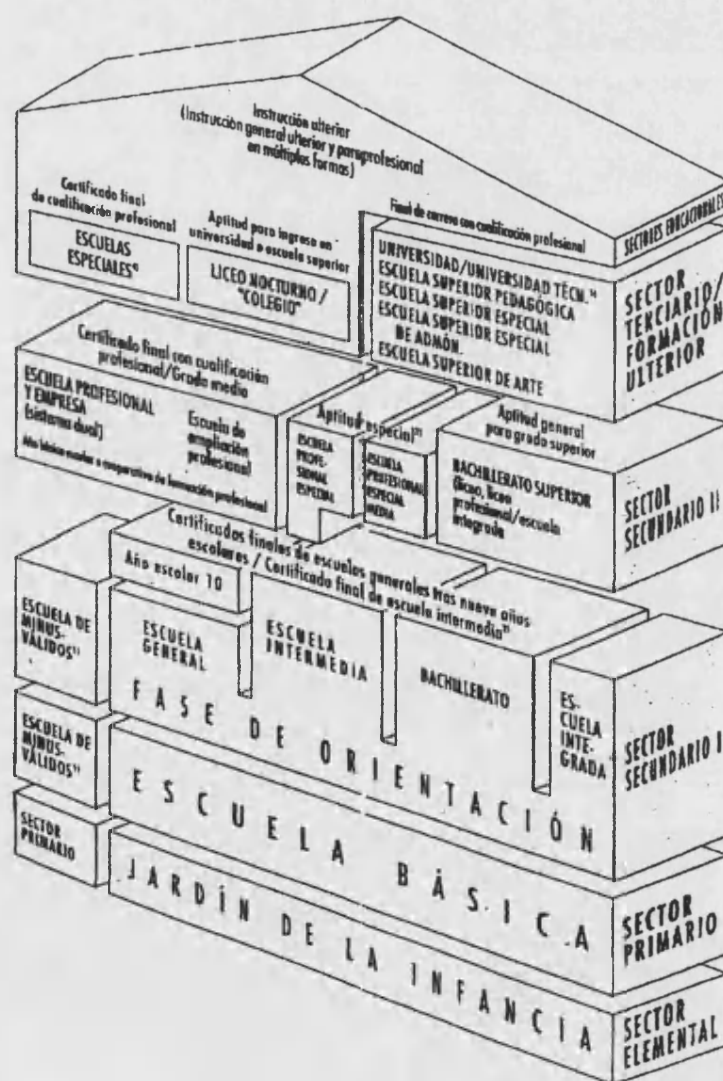 Instrucción ulterior
(Instrucción general ulterior y paraprofesional
en múltiples formas)
Certificado final
de cualificación profesional
ESCUELAS
ESPECIALES
Aptitud para ingreso en
universidad o escuela superior
LICEO NOCTURNO /
"COLEGIO"
Final de carrera con cualificación profesional
UNIVERSIDAD/UNIVERSIDAD TÉCN.
ESCUELA SUPERIOR PEDAGÓGICA
ESCUELA SUPERIOR ESPECIAL
ESCUELA SUPERIOR ESPECIAL
DE ADMÓN.
ESCUELA SUPERIOR DE ARTE
SECTORES EDUCACIONALES
SECTOR
TERCIARIO/
FORMACIÓN
ULTERIOR
Certificado final con cualificación
profesional/Grado medio
ESCUELA PROFESIONAL
Y EMPRESA
(sistema dual)
Escuela de
ampliación
profesional
Año básico escolar o cooperativo de formación profesional
Aptitud especial
ESCUELA
PROFE-
SIONAL
ESPECIAL
ESCUELA
PROFESIONAL
ESPECIAL
MEDIA
Aptitud general
para grado superior
BACHILLERATO SUPERIOR
(liceo, liceo
profesional/escuela
integrada
SECTOR
SECUNDARIO II
Certificados finales de escuelas generales tras nueve años
escolares / Certificado final de escuela intermedia
Año escolar 10
ESCUELA DE
MINUS-
VÁLIDOS
ESCUELA
GENERAL
ESCUELA
INTERMEDIA
BACHILLERATO
ES-
CUELA
INTE-
GRADA
FASE DE ORIENTACIÓN
SECTOR
SECUNDARIO I
ESCUELA DE
MINUS-
VÁLIDOS
ESCUELA BÁSICA
SECTOR
PRIMARIO
SECTOR
PRIMARIO
JARDÍN DE LA INFANCIA
SECTOR
ELEMENTAL